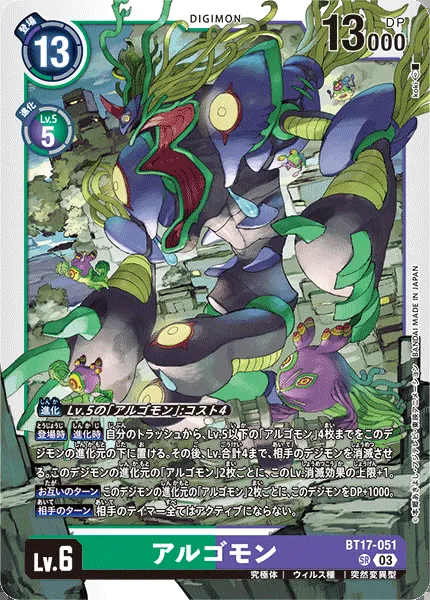 登場
13
DIGIMON
DP
13000
進化
Lv.5
5
進化 Lv.5の「アルゴモン」:コスト4
登場時 進化時 自分のトラッシュから、Lv.5以下の「アルゴモン」4枚までをこのデ
ジモンの進化元の下に置ける。その後、Lv.合計4まで、相手のデジモンを消滅させ
る。このデジモンの進化元の「アルゴモン」2枚ごとに、このLv.消滅効果の上限+1。
お互いのターン このデジモンの進化元の「アルゴモン」2枚ごとに、このデジモンをDP+1000。
相手のターン 相手のテイマー全てはアクティブにならない。
Lv.6
アルゴモン
BT17-051
SR 03
究極体 | ウィルス種 | 突然変異型
BANDAI MADE IN JAPAN
koki